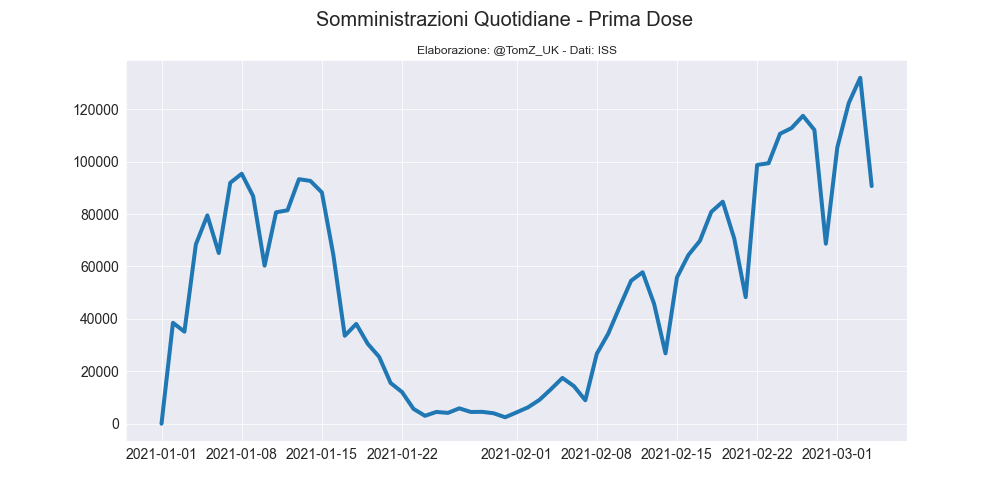 Somministrazioni Quotidiane - Prima Dose
Elaborazione: @TomZ_UK - Dati: ISS
120000
100000
80000
60000
40000
20000
0
2021-01-01 2021-01-08 2021-01-15 2021-01-22 2021-02-01 2021-02-08 2021-02-15 2021-02-22 2021-03-01